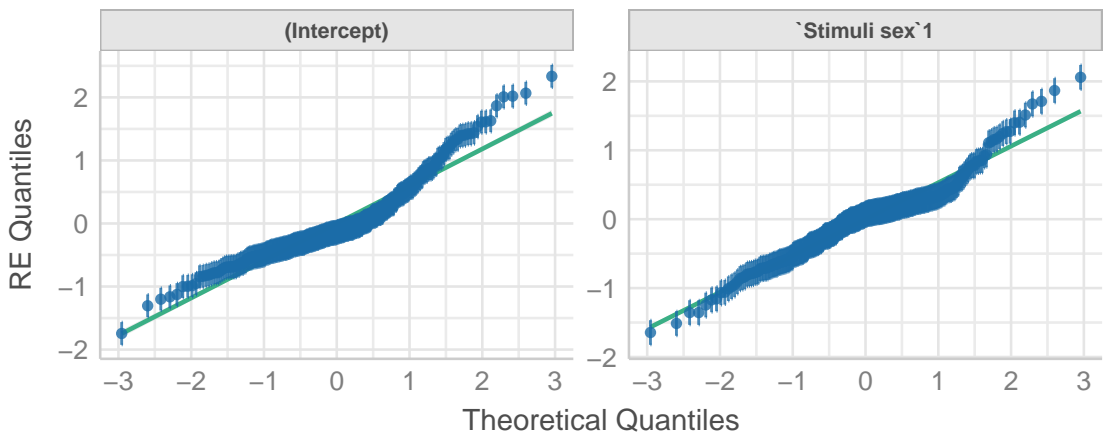 (Intercept)
`Stimuli sex`1
RE Quantiles
2
1
0
−1
−2
2
1
0
−1
−2
−3 −2 −1 0 1 2 3
−3 −2 −1 0 1 2 3
Theoretical Quantiles